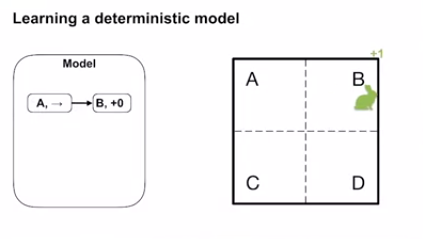 Learning a deterministic model
Model
A, → → B, +0
+1
A B
C D